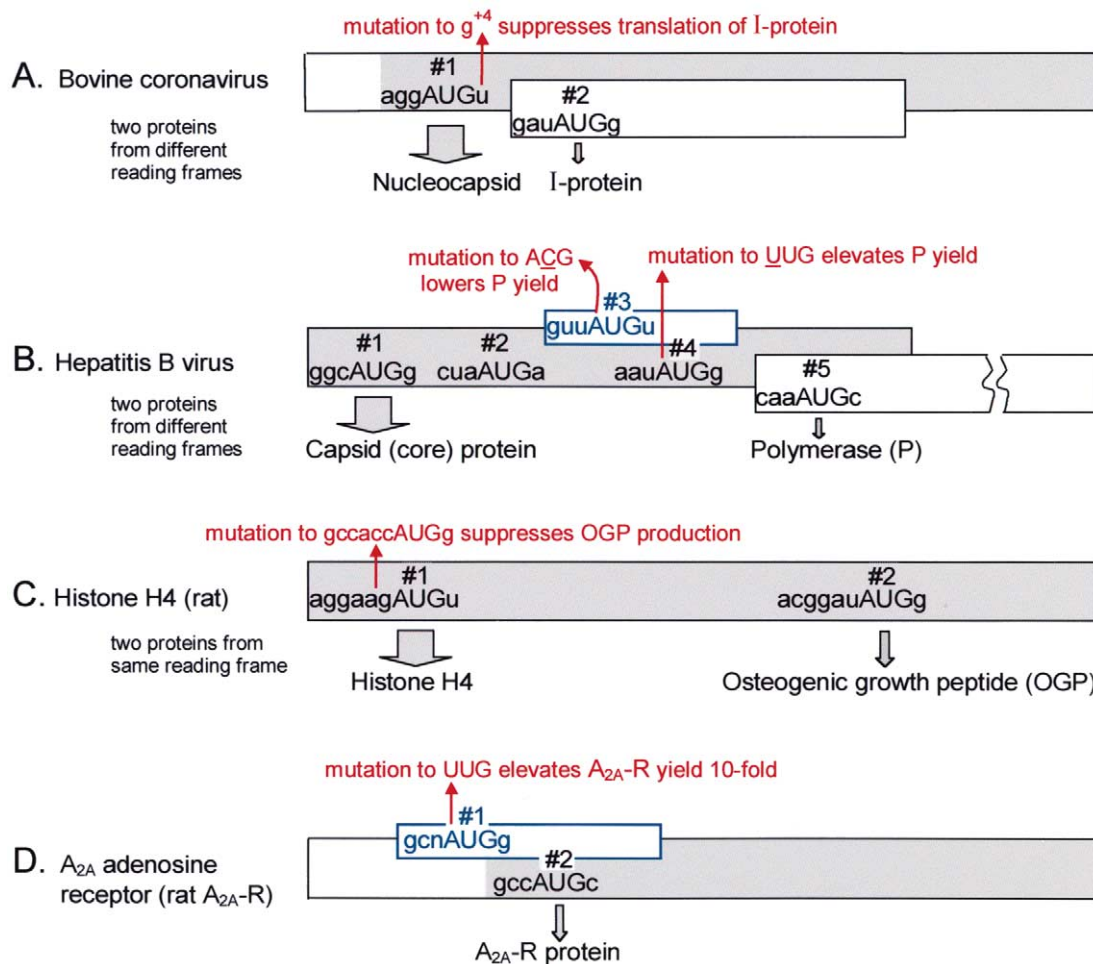 mutation to g+4 suppresses translation of I-protein
A. Bovine coronavirus
#1
aggAUGu
#2
gauAUGg
two proteins
from different
reading frames
Nucleocapsid
I-protein
mutation to ACG
lowers P yield
mutation to UUG elevates P yield
#3
guuAUGu
B. Hepatitis B virus
#1
ggcAUGg
#2
cuaAUGa
#4
aauAUGg
#5
caaAUGc
two proteins
from different
reading frames
Capsid (core) protein
Polymerase (P)
mutation to gccaccAUGg suppresses OGP production
C. Histone H4 (rat)
#1
aggaagAUGu
#2
acggauAUGg
two proteins from
same reading frame
Histone H4
Osteogenic growth peptide (OGP)
mutation to UUG elevates A2A-R yield 10-fold
#1
gcnAUGg
D. A2A adenosine
receptor (rat A2A-R)
#2
gccAUGc
A2A-R protein